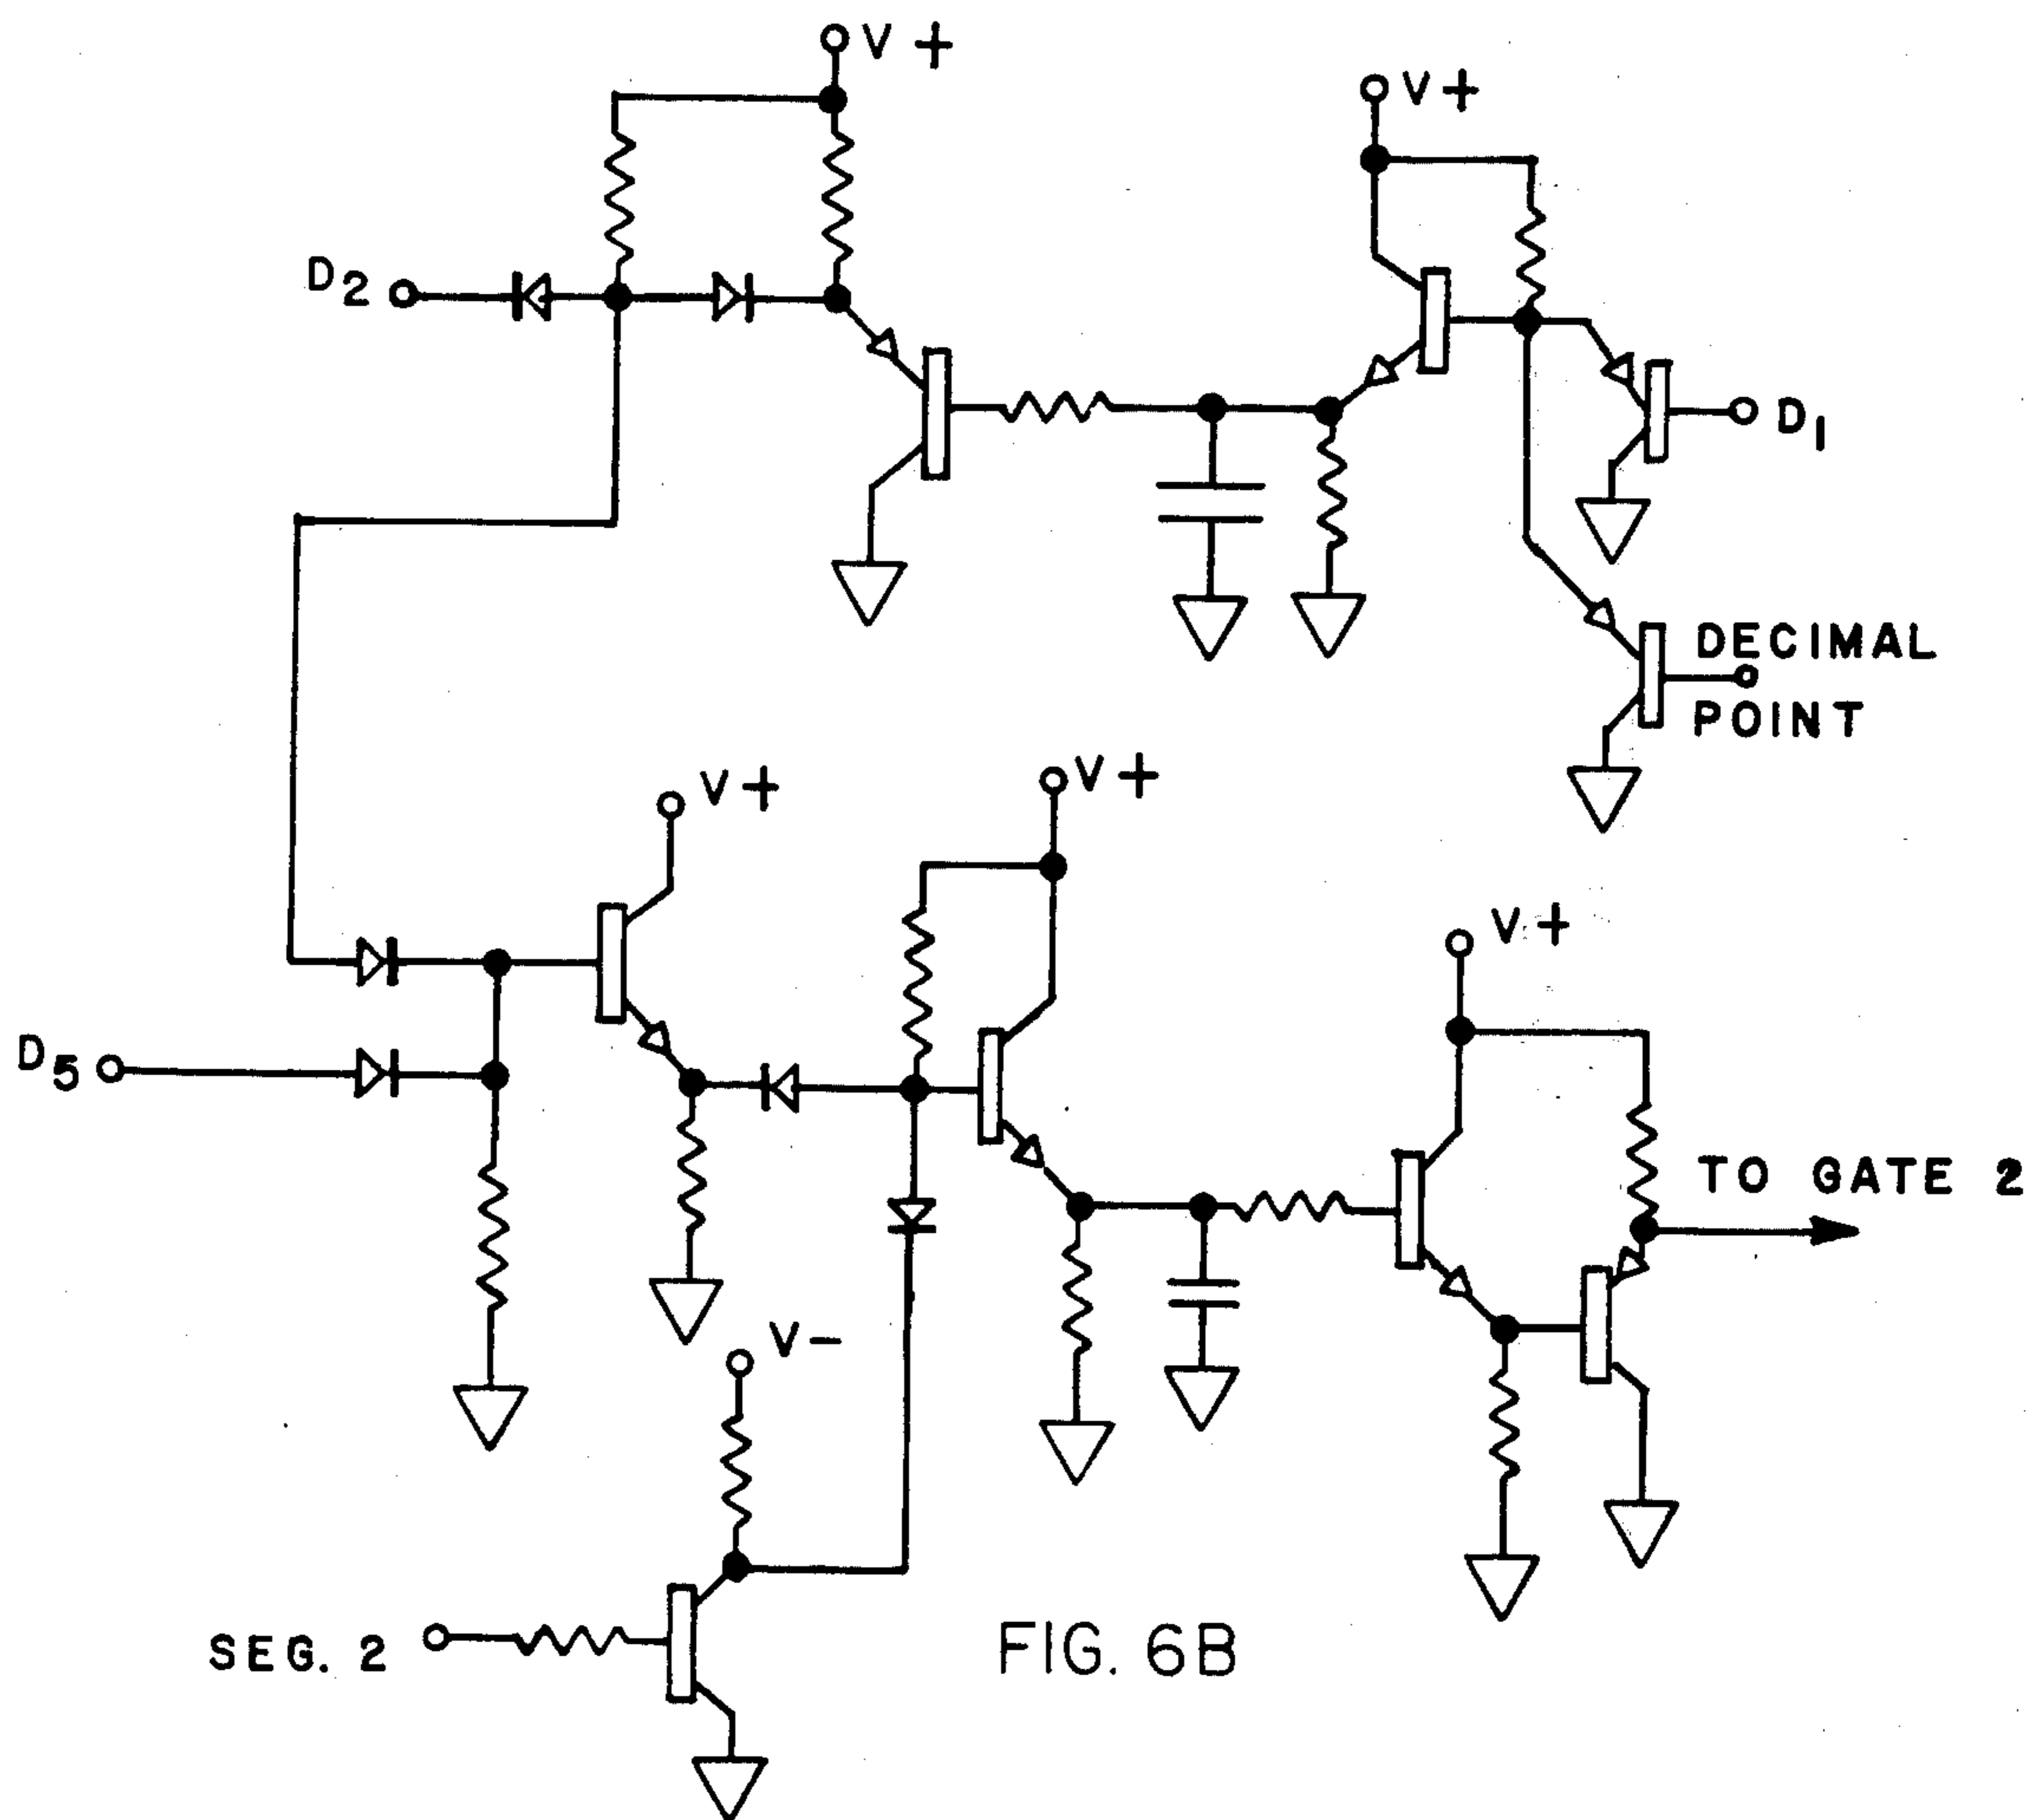 V+
V+
D2
D1
DECIMAL
POINT
V+
V+
V+
D5
TO GATE 2
V-
SEG. 2
FIG. 6B